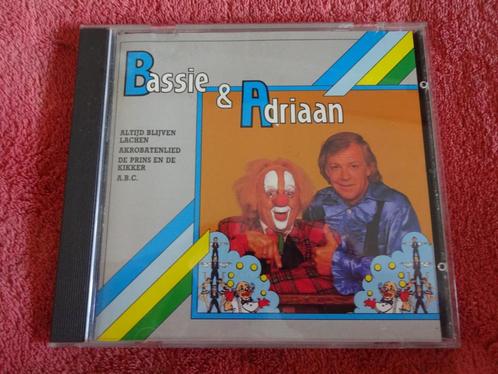 Bassie
& Adriaan
ALTIJD BLIJVEN
LACHEN
AKROBATENLIED
DE PRINS EN DE
KIKKER
A.B.C.